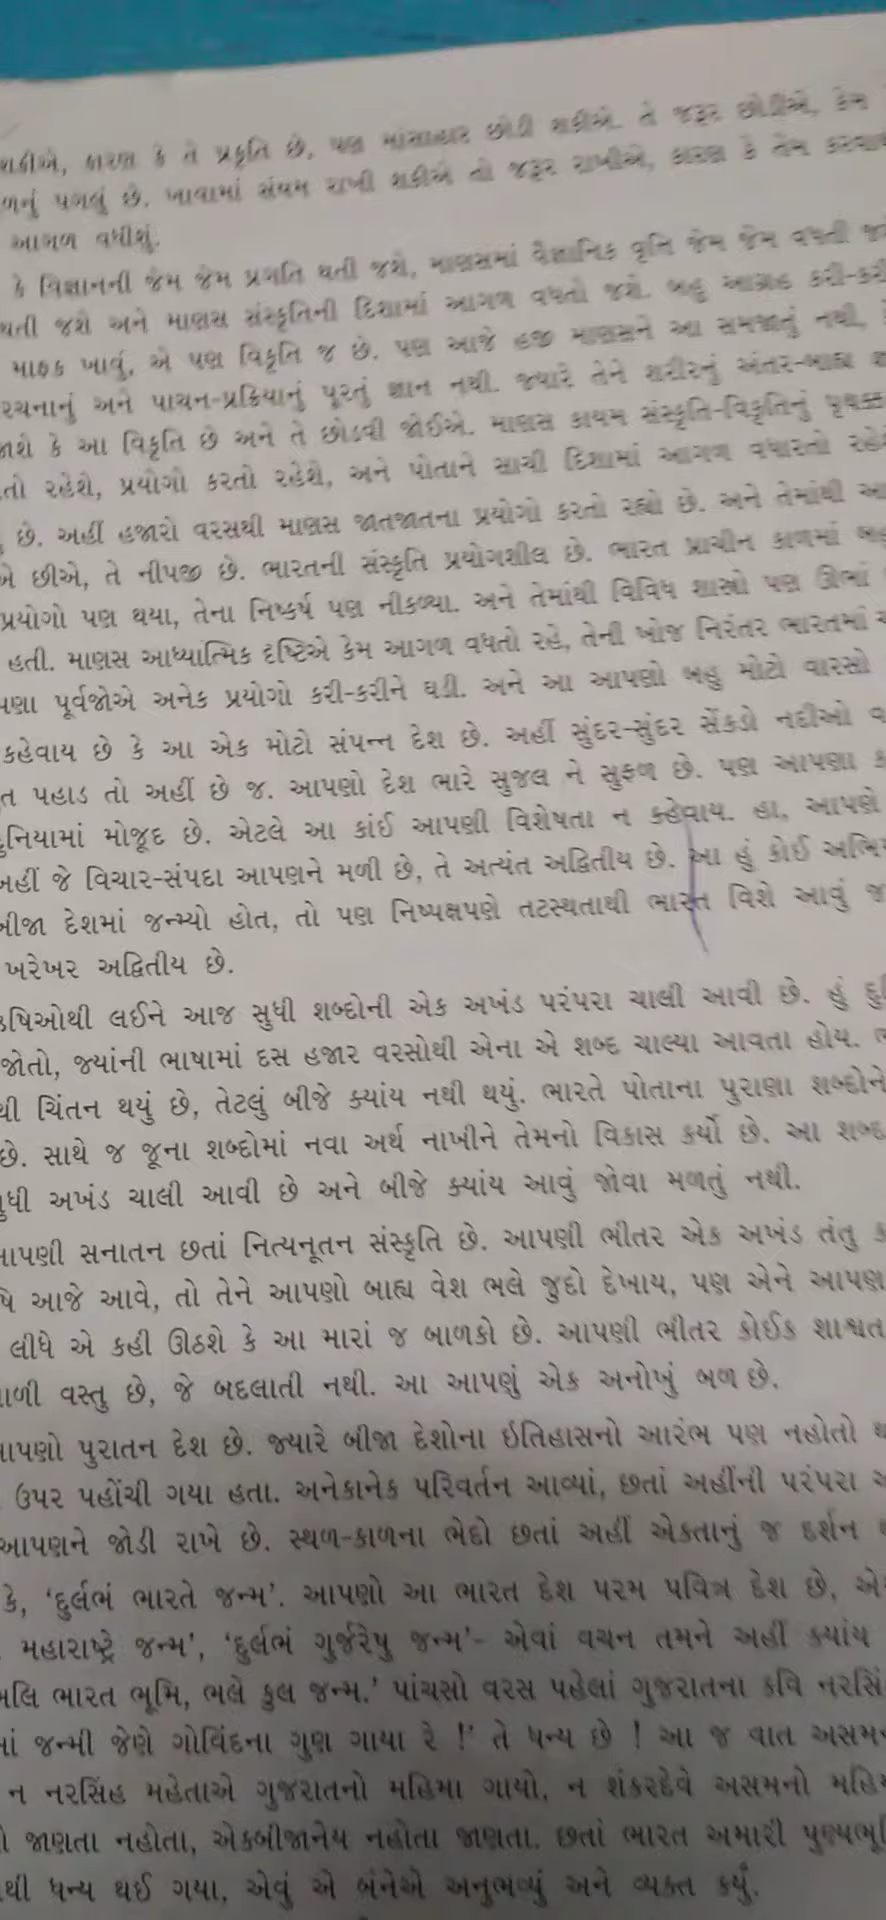 શકીએ, કારણ કે તે પ્રકૃતિ છે, પણ માંસાહાર છોડી શકીએ. તે જરૂર છોડીએ, કેમ
પગલું છે. ખાવામાં સંયમ રાખી શકીએ તો જરૂર રાખીએ, કારણ કે તેમ
આગળ વધીશું.
કે વિજ્ઞાનની જેમ જેમ પ્રગતિ થતી જશે, માણસમાં વૈજ્ઞાનિક વૃત્તિ જેમ જેમ વધતી
થતી જશે અને માણસ સંસ્કૃતિની દિશામાં આગળ વધતો જશે. બહુ આગ્રહ કરી-કરી
માફક ખાવું, એ પણ વિકૃતિ જ છે. પણ આજે હજી માણસને આ સમજાતું નથી,
રચનાનું અને પાચન-પ્રક્રિયાનું પૂરતું જ્ઞાન નથી. જ્યારે તેને શરીરનું અંતર-બાહ્ય
કે આ વિકૃતિ છે અને તે છોડવી જોઈએ. માણસ કાયમ સંસ્કૃતિ-વિકૃતિનું
તો રહેશે, પ્રયોગો કરતો રહેશે, અને પોતાને સાચી દિશામાં આગળ વધારતો
છે. અહીં હજારો વરસથી માણસ જાતજાતના પ્રયોગો કરતો રહ્યો છે. અને તેમાંથી
છીએ, તે નીપજી છે. ભારતની સંસ્કૃતિ પ્રયોગશીલ છે. ભારત પ્રાચીન કાળમાં
પ્રયોગો પણ થયા, તેના નિષ્કર્ષ પણ નીકળ્યા. અને તેમાંથી વિવિધ શાસ્ત્રો પણ ઊભાં
હતી. માણસ આધ્યાત્મિક દૃષ્ટિએ કેમ આગળ વધતો રહે, તેની ખોજ નિરંતર ભારતમાં
પણા પૂર્વજોએ અનેક પ્રયોગો કરી-કરીને ઘડી. અને આ આપણો બહુ મોટો વારસો
કહેવાય છે કે આ એક મોટો સંપન્ન દેશ છે. અહીં સુંદર-સુંદર સેંકડો નદીઓ
ત પહાડ તો અહીં છે જ. આપણો દેશ ભારે સુજલ ને સુફળ છે. પણ આપણા
દુનિયામાં મોજૂદ છે. એટલે આ કાંઈ આપણી વિશેષતા ન કહેવાય. હા, આપણે
અહીં જે વિચાર-સંપદા આપણને મળી છે, તે અત્યંત અદ્વિતીય છે. આ હું કોઈ
બીજા દેશમાં જન્મ્યો હોત, તો પણ નિષ્પક્ષપણે તટસ્થતાથી ભારત વિશે આવું જ
ખરેખર અદ્વિતીય છે.
ઋષિઓથી લઈને આજ સુધી શબ્દોની એક અખંડ પરંપરા ચાલી આવી છે. હું
જોતો, જ્યાંની ભાષામાં દસ હજાર વરસોથી એના એ શબ્દ ચાલ્યા આવતા હોય.
થી ચિંતન થયું છે, તેટલું બીજે ક્યાંય નથી થયું. ભારતે પોતાના પુરાણા શબ્દોને
છે. સાથે જ જૂના શબ્દોમાં નવા અર્થ નાખીને તેમનો વિકાસ કર્યો છે. આ શબ્દ
સુધી અખંડ ચાલી આવી છે અને બીજે ક્યાંય આવું જોવા મળતું નથી.
આપણી સનાતન છતાં નિત્યનૂતન સંસ્કૃતિ છે. આપણી ભીતર એક અખંડ તંતુ
ષિ આજે આવે, તો તેને આપણો બાહ્ય વેશ ભલે જુદો દેખાય, પણ એને આપણ
લીધે એ કહી ઊઠશે કે આ મારાં જ બાળકો છે. આપણી ભીતર કોઈક શાશ્વત
વસ્તુ છે, જે બદલાતી નથી. આ આપણું એક અનોખું બળ છે.
આપણો પુરાતન દેશ છે. જ્યારે બીજા દેશોના ઇતિહાસનો આરંભ પણ નહોતો
ઉપર પહોંચી ગયા હતા. અનેકાનેક પરિવર્તન આવ્યાં, છતાં અહીંની પરંપરા
આપણને જોડી રાખે છે. સ્થળ-કાળના ભેદો છતાં અહીં એકતાનું જ દર્શન
કે, ‘દુર્લભં ભારતે જન્મ’. આપણો આ ભારત દેશ પરમ પવિત્ર દેશ છે,
મહારાષ્ટ્રે જન્મ’, ‘દુર્લભં ગુર્જરેષુ જન્મ’- એવાં વચન તમને અહીં ક્યાંય
ભલિ ભારત ભૂમિ, ભલે કુલ જન્મ.’ પાંચસો વરસ પહેલાં ગુજરાતના કવિ નરસિં
માં જન્મી જેણે ગોવિંદના ગુણ ગાયા રે !’ તે ધન્ય છે ! આ જ વાત અસમ
ન નરસિંહ મહેતાએ ગુજરાતનો મહિમા ગાયો, ન શંકરદેવે અસમનો
જાણતા નહોતા, એકબીજાનેય નહોતા જાણતા. છતાં ભારત અમારી
થી ધન્ય થઈ ગયા, એવું એ બંનેએ અનુભવ્યું અને વ્યક્ત કર્યું.